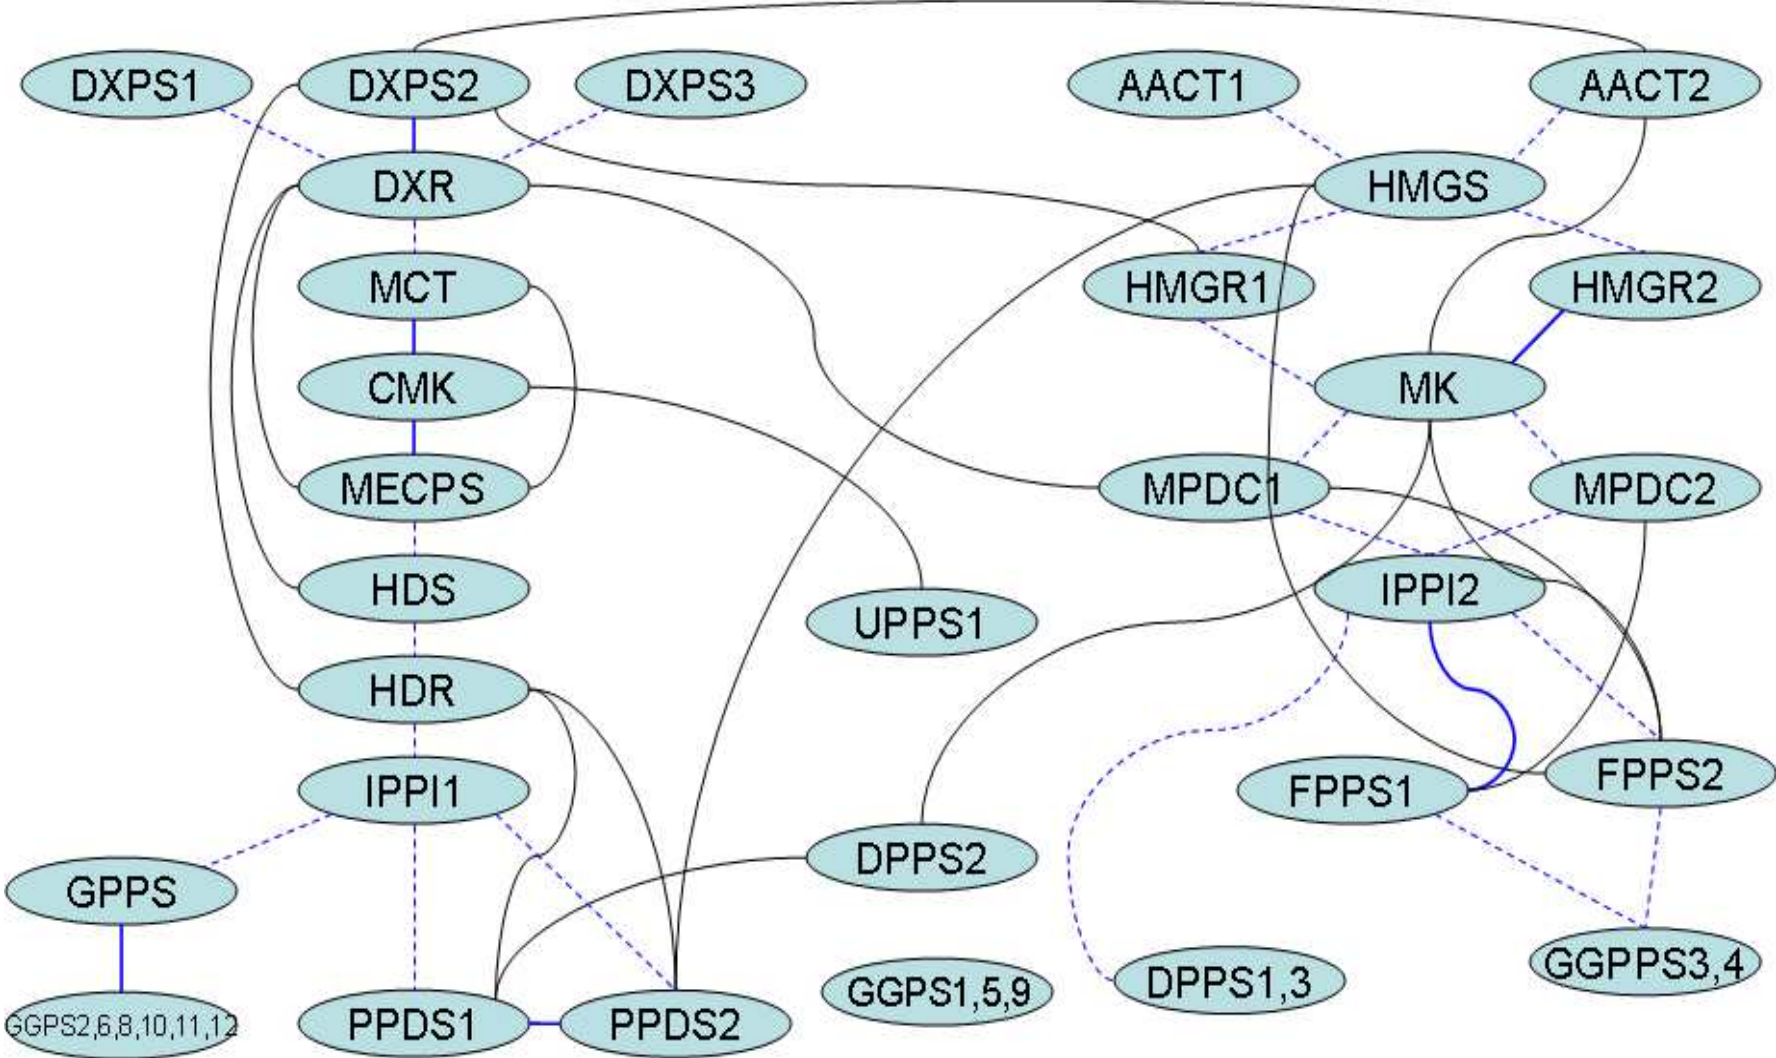 DXPS1
DXPS2
DXPS3
AACT1
AACT2
DXR
HMGS
MCT
HMGR1
HMGR2
CMK
MK
MECPS
MPDC1
MPDC2
HDS
IPPI2
UPPS1
HDR
IPPI1
FPPS1
FPPS2
DPPS2
GPPS
GGPPS3,4
DPPS1,3
GGPS1,5,9
GGPS2,6,8,10,11,12
PPDS1
PPDS2